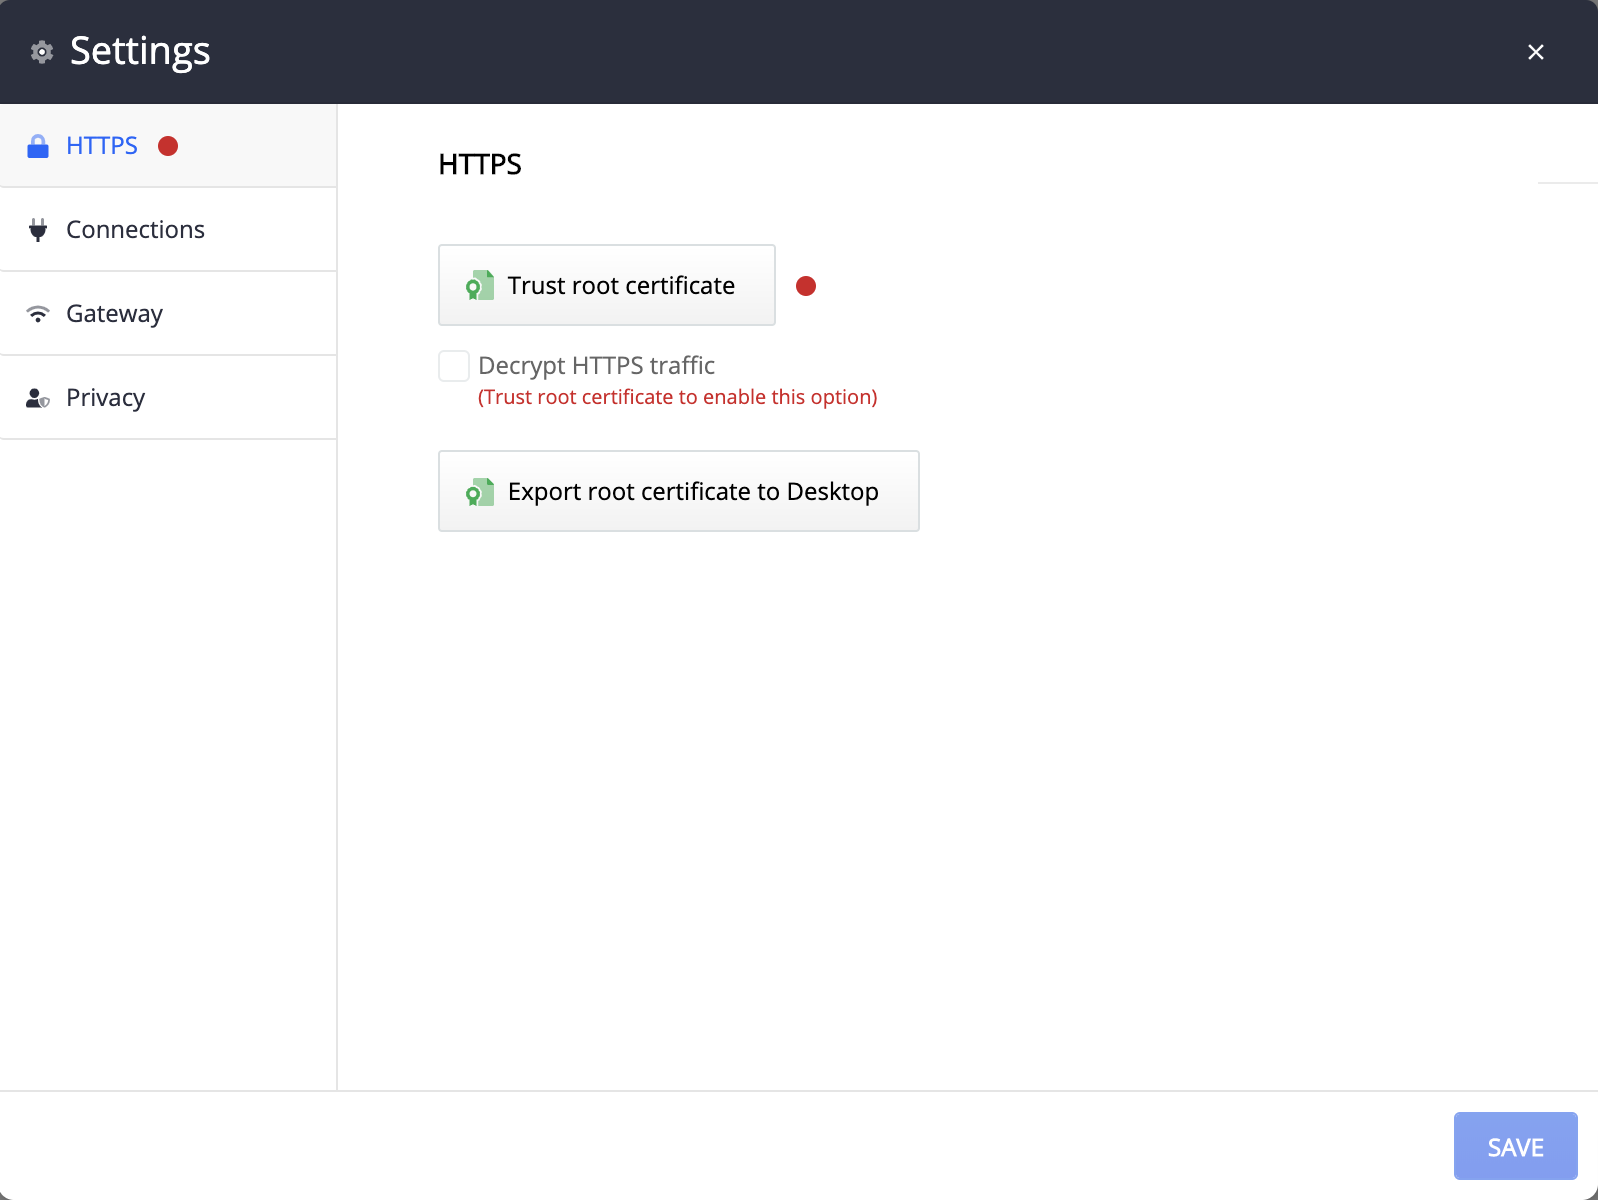 Settings
HTTPS
Connections
Gateway
Privacy
HTTPS
Trust root certificate
Decrypt HTTPS traffic
(Trust root certificate to enable this option)
Export root certificate to Desktop
SAVE